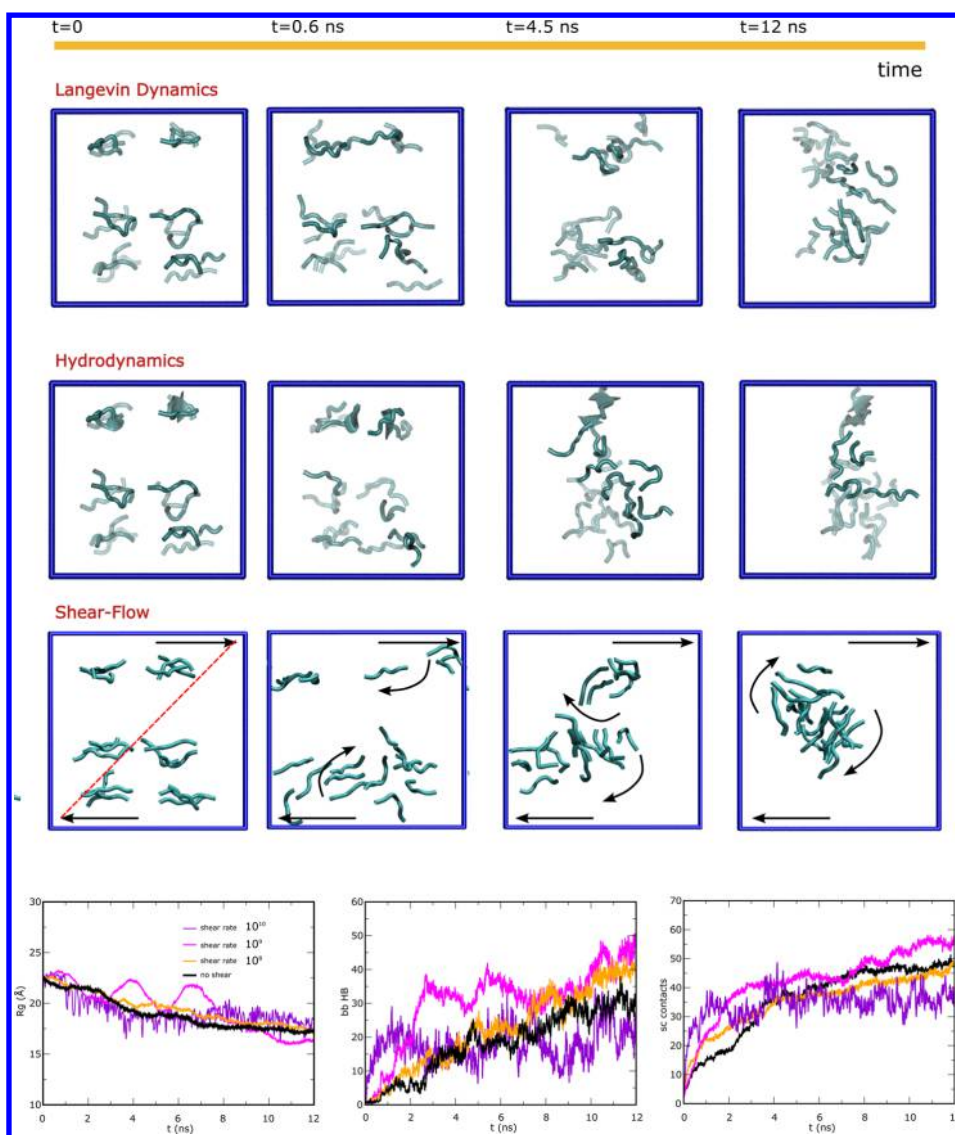 t=0 t=0.6 ns t=4.5 ns t=12 ns
time
Langevin Dynamics
Hydrodynamics
Shear-Flow
30
25
20
15
10
Rg (Å)
shear rate 10¹⁰
shear rate 10⁹
shear rate 10⁸
no shear
0 2 4 6 8 10 12
t (ns)
60
50
40
30
20
10
0
bb HB
0 2 4 6 8 10 12
t (ns)
70
60
50
40
30
20
10
0
sc contacts
0 2 4 6 8 10 12
t (ns)